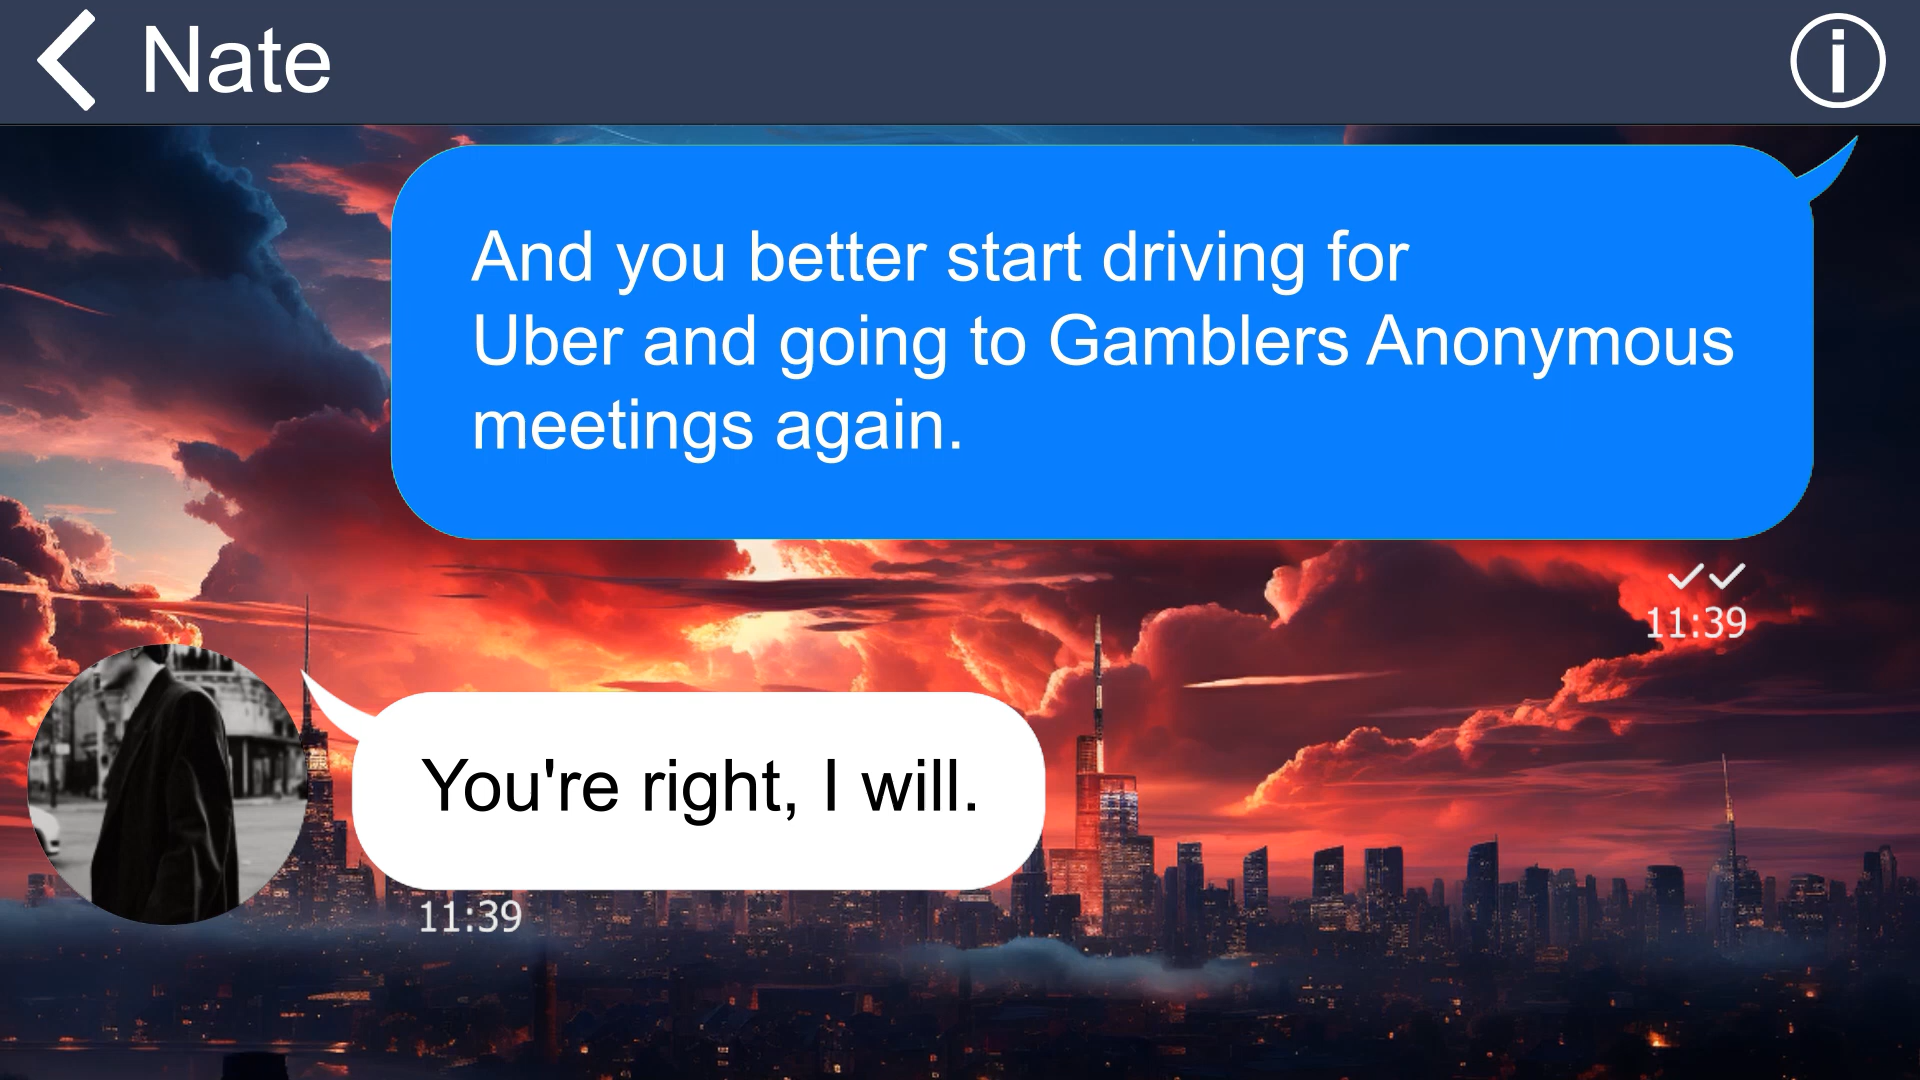 Nate
And you better start driving for
Uber and going to Gamblers Anonymous
meetings again.
11:39
You're right, I will.
11:39